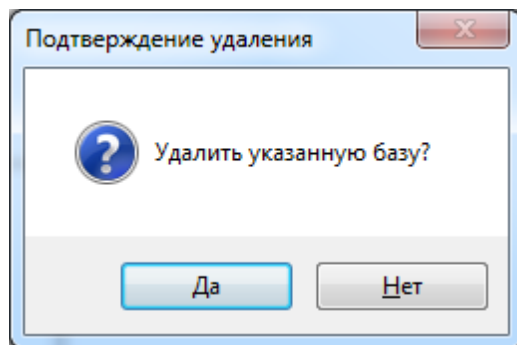 Подтверждение удаления
Удалить указанную базу?
Да
Нет